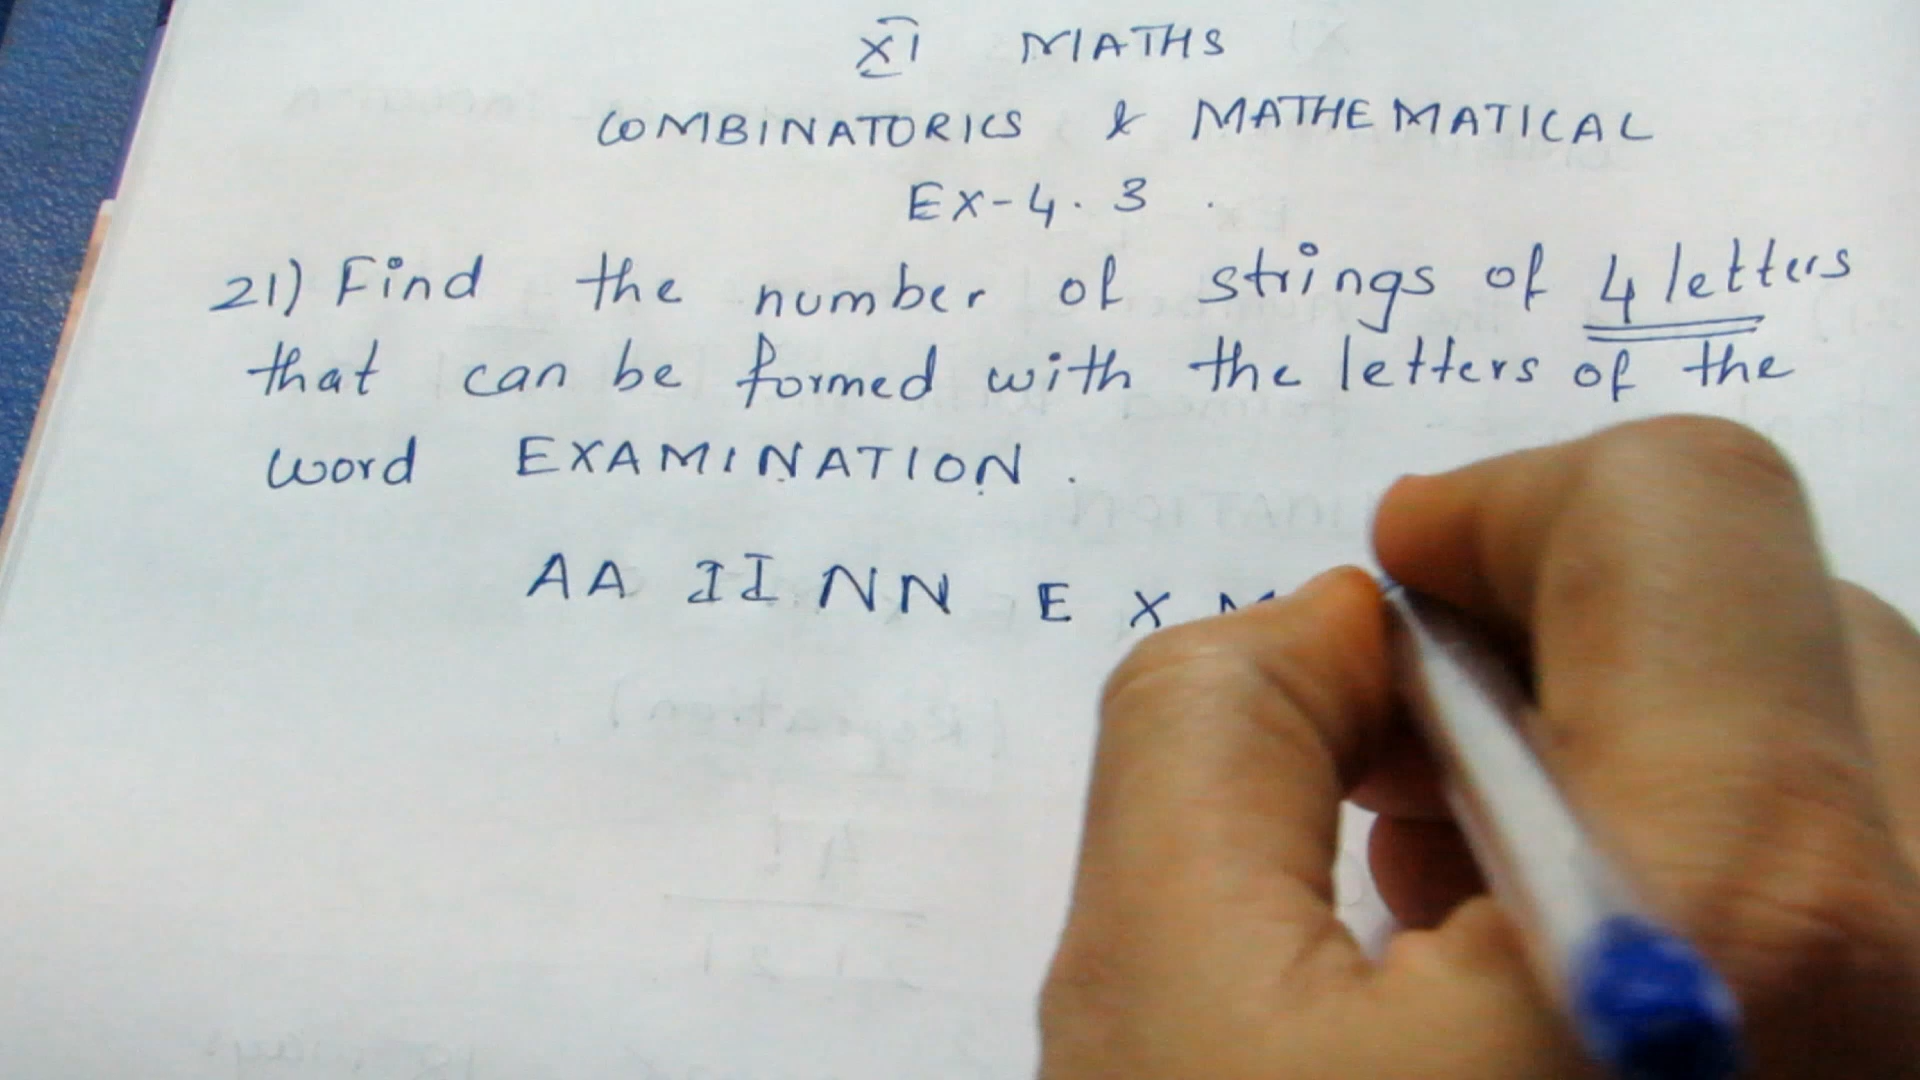 XI MATHS
COMBINATORICS & MATHEMATICAL
Ex-4.3.
21) Find the number of strings of 4 letters
that can be formed with the letters of the
word EXAMINATION.
AA II NN E X